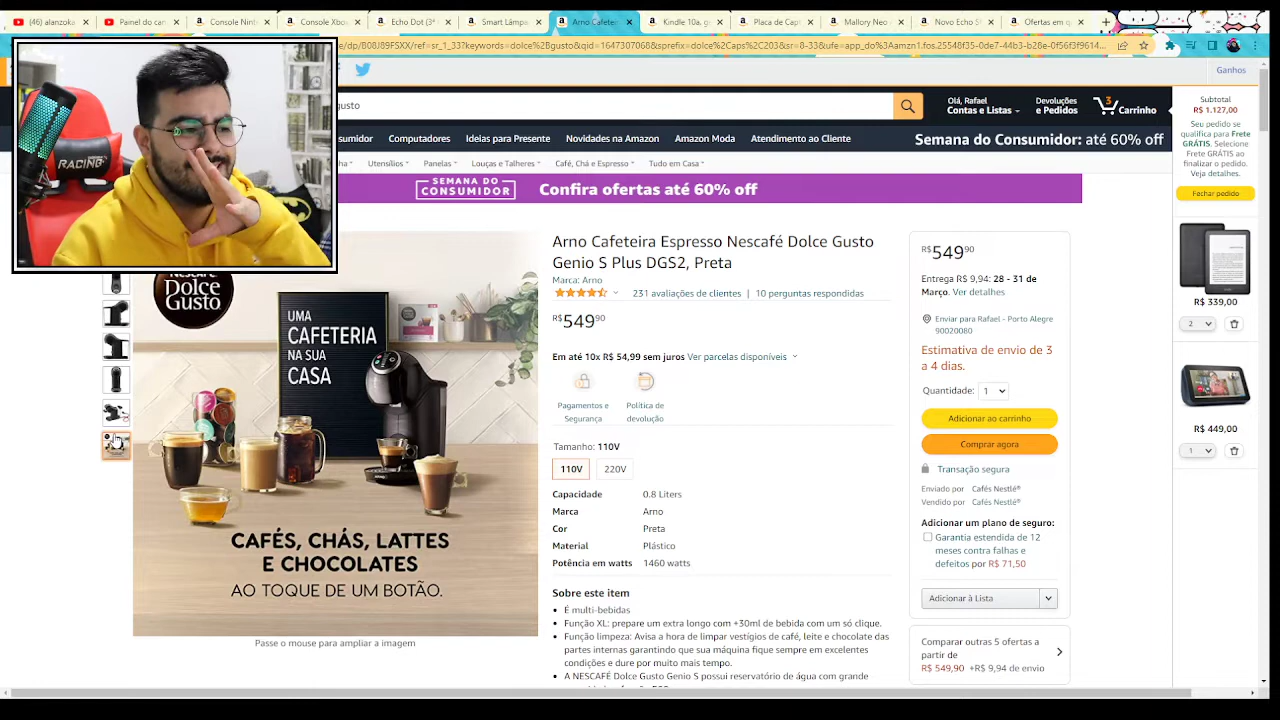 (46) alanzoka
Painel do can
Console Nint
Console Xbo
Echo Dot (3ª
Smart Lâmpa
Arno Cafeteir
Kindle 10a. g
Placa de Capt
Mallory Neo
Novo Echo S
Ofertas em q
Ganhos
RACING
gusto
Olá, Rafael
Contas e Listas
Devoluções
e Pedidos
3
Carrinho
sumidor
Computadores
Ideias para Presente
Novidades na Amazon
Amazon Moda
Atendimento ao Cliente
Semana do Consumidor: até 60% off
ha
Utensílios
Panelas
Louças e Talheres
Café, Chá e Espresso
Tudo em Casa
SEMANA DO
CONSUMIDOR
Confira ofertas até 60% off
NESCAFÉ
Dolce
Gusto
UMA
CAFETERIA
NA SUA
CASA
CAFÉS, CHÁS, LATTES
E CHOCOLATES
AO TOQUE DE UM BOTÃO.
Passe o mouse para ampliar a imagem
Arno Cafeteira Espresso Nescafé Dolce Gusto
Genio S Plus DGS2, Preta
Marca: Arno
231 avaliações de clientes | 10 perguntas respondidas
R$54990
Em até 10x R$ 54,99 sem juros Ver parcelas disponíveis
Pagamentos e
Segurança
Política de
devolução
Tamanho: 110V
110V
220V
Capacidade 0.8 Liters
Marca Arno
Cor Preta
Material Plástico
Potência em watts 1460 watts
Sobre este item
É multi-bebidas
Função XL: prepare um extra longo com +30ml de bebida com um só clique.
Função limpeza: Avisa a hora de limpar vestígios de café, leite e chocolate das
partes internas garantindo que sua máquina fique sempre em excelentes
condições e dure por muito mais tempo.
A NESCAFÉ Dolce Gusto Genio S possui reservatório de água com grande
R$54990
Entrega R$ 9,94: 28 - 31 de
Março. Ver detalhes
Enviar para Rafael - Porto Alegre
90020080
Estimativa de envio de 3
a 4 dias.
Quantidade: 1
Adicionar ao carrinho
Comprar agora
Transação segura
Enviado por Cafés Nestlé®
Vendido por Cafés Nestlé®
Adicionar um plano de seguro:
Garantia estendida de 12
meses contra falhas e
defeitos por R$ 71,50
Adicionar à Lista
Comparar outras 5 ofertas a
partir de
R$ 549,90 +R$ 9,94 de envio
Subtotal
R$ 1.127,00
Seu pedido se
qualifica para Frete
GRÁTIS. Selecione
Frete GRÁTIS ao
finalizar o pedido.
Veja detalhes.
Fechar pedido
R$ 339,00
2
R$ 449,00
1